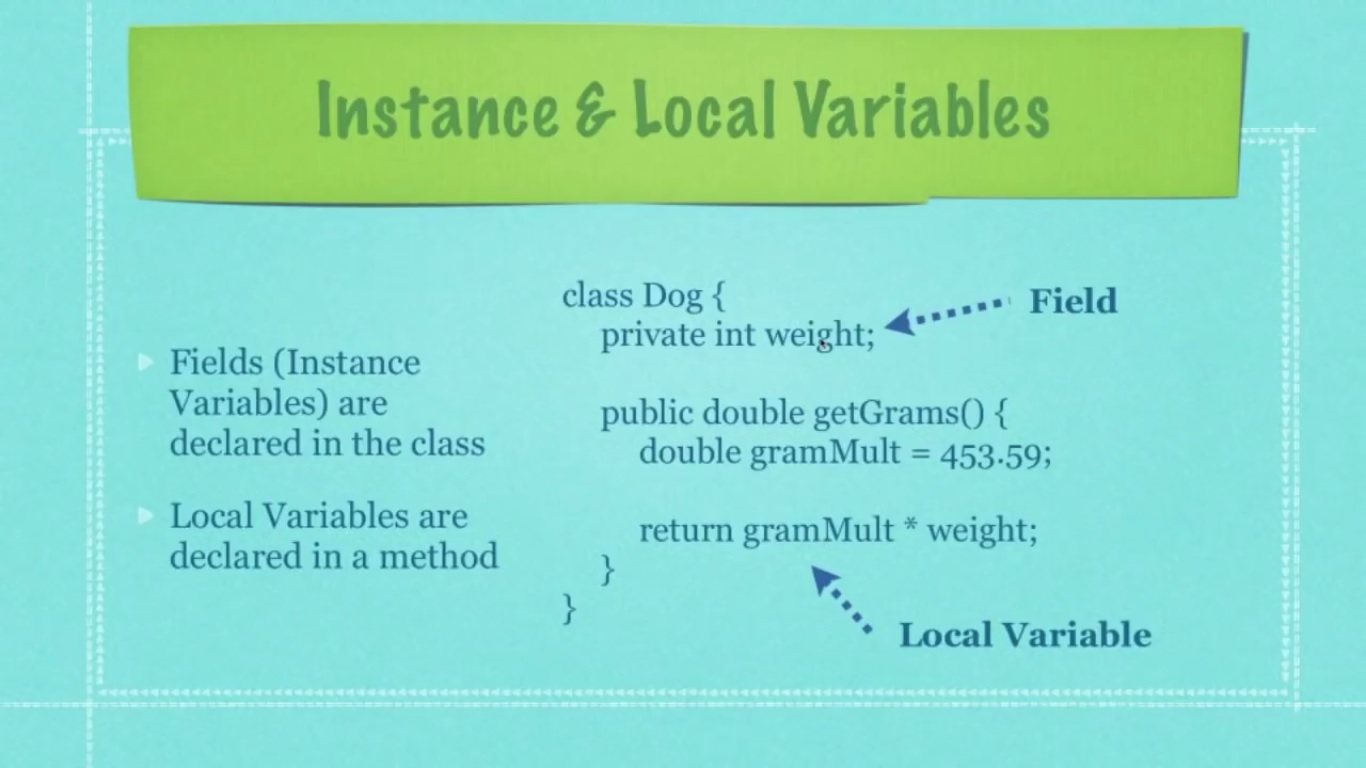 Instance & Local Variables
Fields (Instance
Variables) are
declared in the class
Local Variables are
declared in a method
class Dog {
private int weight;
public double getGrams() {
double gramMult = 453.59;
return gramMult * weight;
}
}
Field
Local Variable